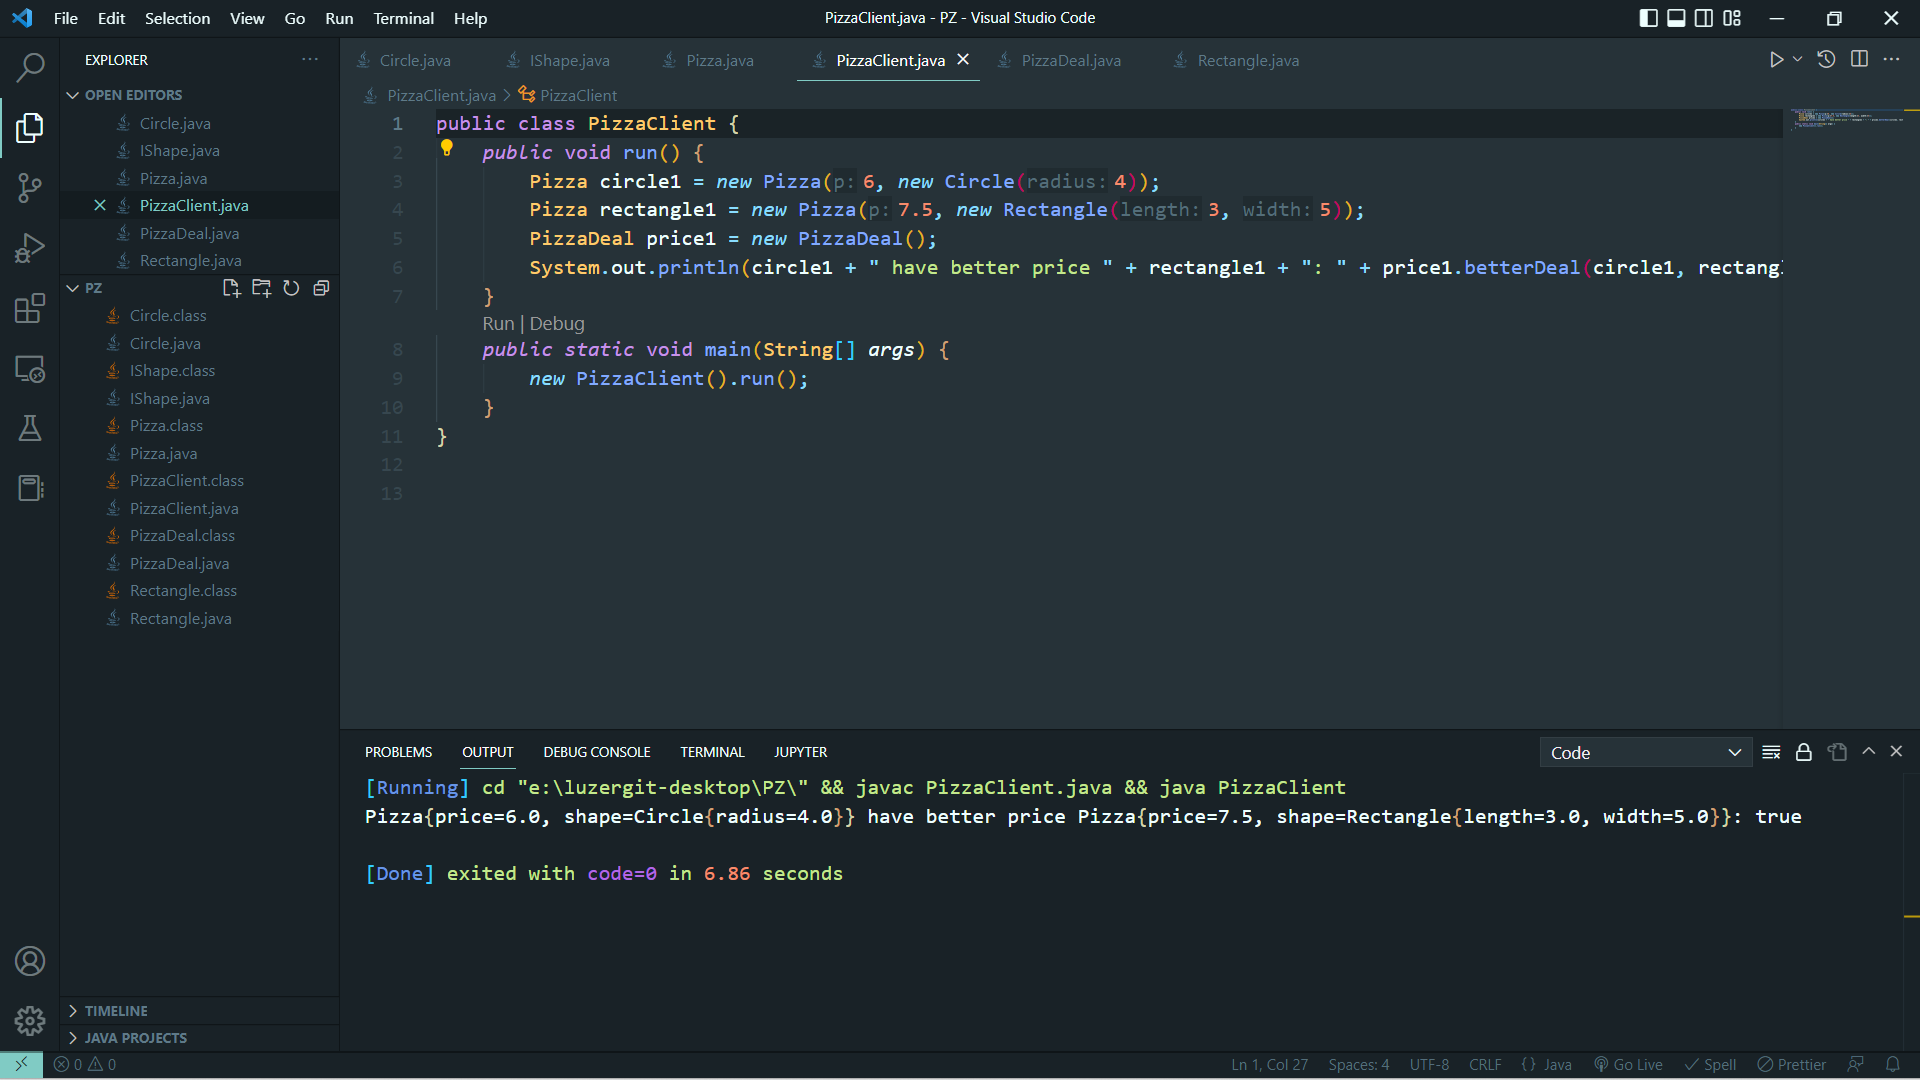 File Edit Selection View Go Run Terminal Help
PizzaClient.java - PZ - Visual Studio Code
EXPLORER
OPEN EDITORS
Circle.java
IShape.java
Pizza.java
PizzaClient.java
PizzaDeal.java
Rectangle.java
PZ
Circle.class
Circle.java
IShape.class
IShape.java
Pizza.class
Pizza.java
PizzaClient.class
PizzaClient.java
PizzaDeal.class
PizzaDeal.java
Rectangle.class
Rectangle.java
TIMELINE
JAVA PROJECTS
Circle.java IShape.java Pizza.java PizzaClient.java PizzaDeal.java Rectangle.java
PizzaClient.java > PizzaClient
1 public class PizzaClient {
2 public void run() {
3 Pizza circle1 = new Pizza(p: 6, new Circle(radius: 4));
4 Pizza rectangle1 = new Pizza(p: 7.5, new Rectangle(length: 3, width: 5));
5 PizzaDeal price1 = new PizzaDeal();
6 System.out.println(circle1 + " have better price " + rectangle1 + ": " + price1.betterDeal(circle1, rectangl
7 }
Run | Debug
8 public static void main(String[] args) {
9 new PizzaClient().run();
10 }
11 }
12
13
PROBLEMS OUTPUT DEBUG CONSOLE TERMINAL JUPYTER
Code
[Running] cd "e:\luzergit-desktop\PZ\" && javac PizzaClient.java && java PizzaClient
Pizza{price=6.0, shape=Circle{radius=4.0}} have better price Pizza{price=7.5, shape=Rectangle{length=3.0, width=5.0}}: true
[Done] exited with code=0 in 6.86 seconds
0 0
Ln 1, Col 27 Spaces: 4 UTF-8 CRLF {} Java Go Live Spell Prettier